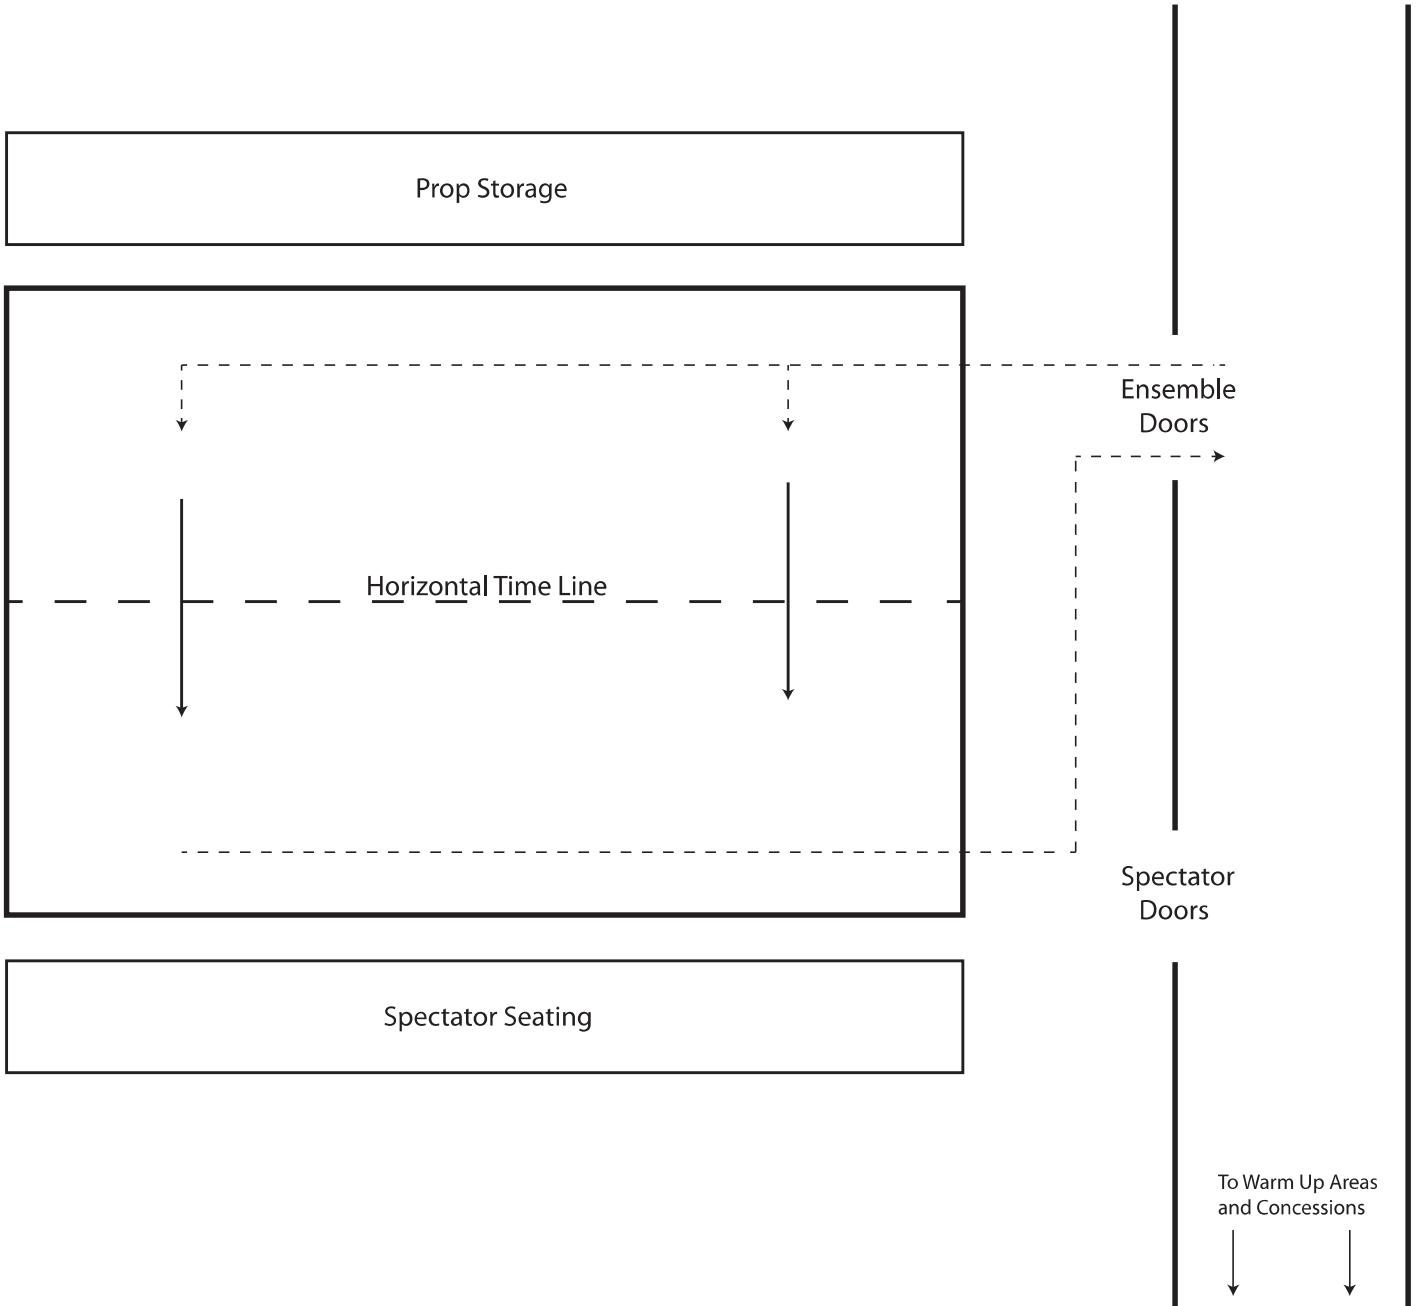 Prop Storage
Ensemble
Doors
Horizontal Time Line
Spectator
Doors
Spectator Seating
To Warm Up Areas
and Concessions